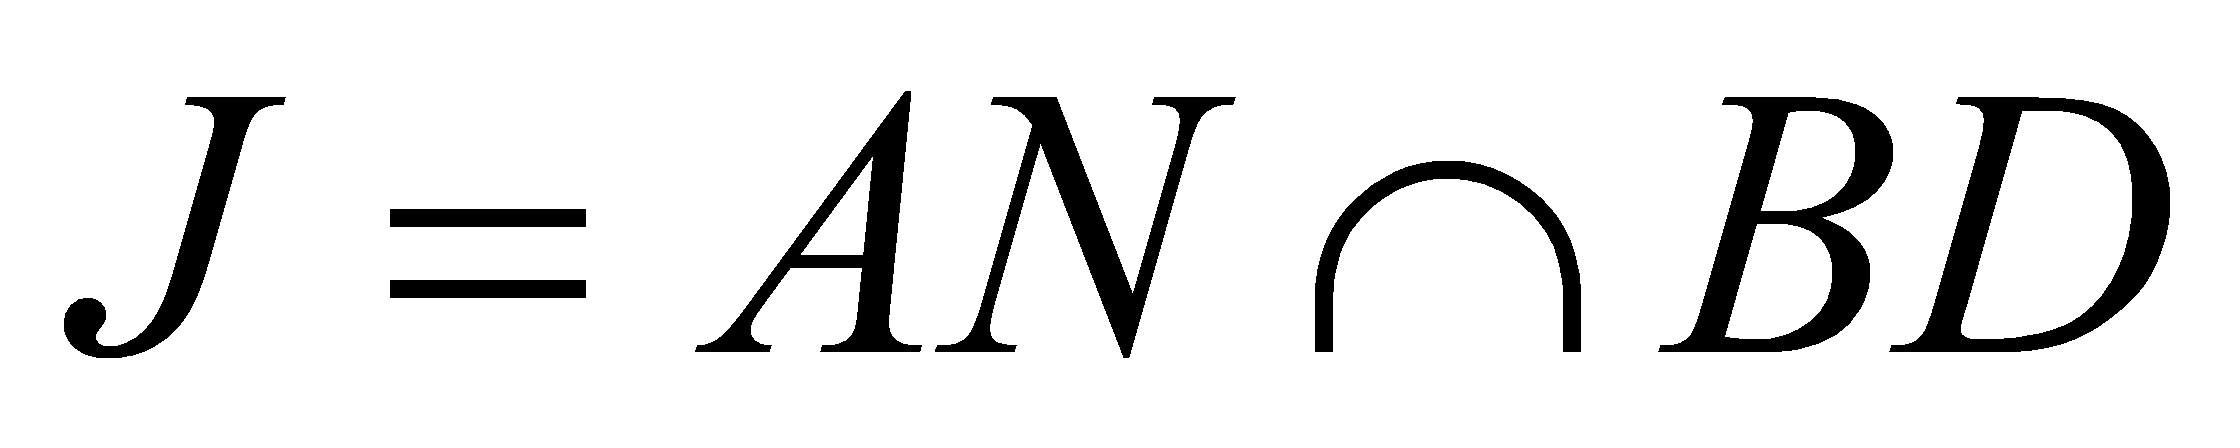 J = AN ∩ BD